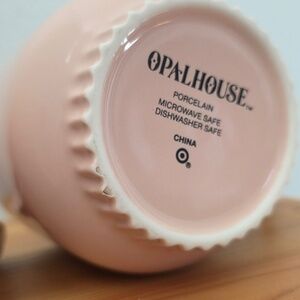 OPALHOUSE™
PORCELAIN
MICROWAVE SAFE
DISHWASHER SAFE
CHINA
®